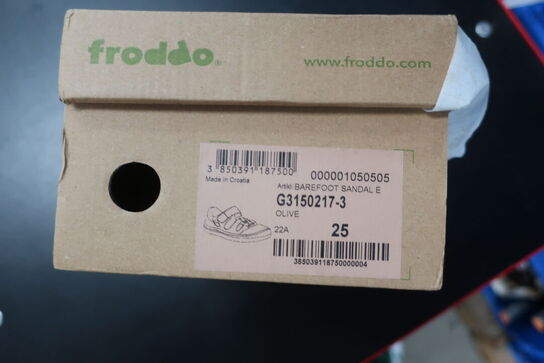 froddo®
www.froddo.com
3 850391 187500
000001050505
Made in Croatia
Artikl BAREFOOT SANDAL E
G3150217-3
OLIVE
22A
25
3850391187500000004